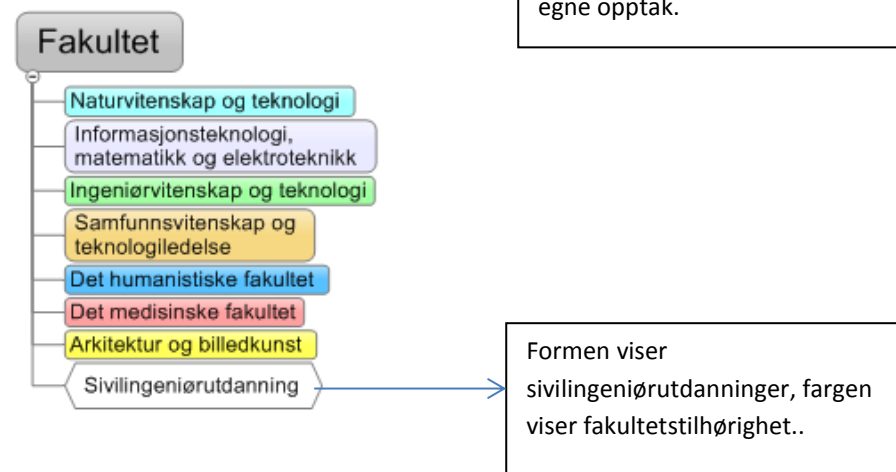 egne opptak.
Fakultet
Naturvitenskap og teknologi
Informasjonsteknologi,
matematikk og elektroteknikk
Ingeniørvitenskap og teknologi
Samfunnsvitenskap og
teknologiledelse
Det humanistiske fakultet
Det medisinske fakultet
Arkitektur og billedkunst
Sivilingeniørutdanning
Formen viser
sivilingeniørutdanninger, fargen
viser fakultetstilhørighet..